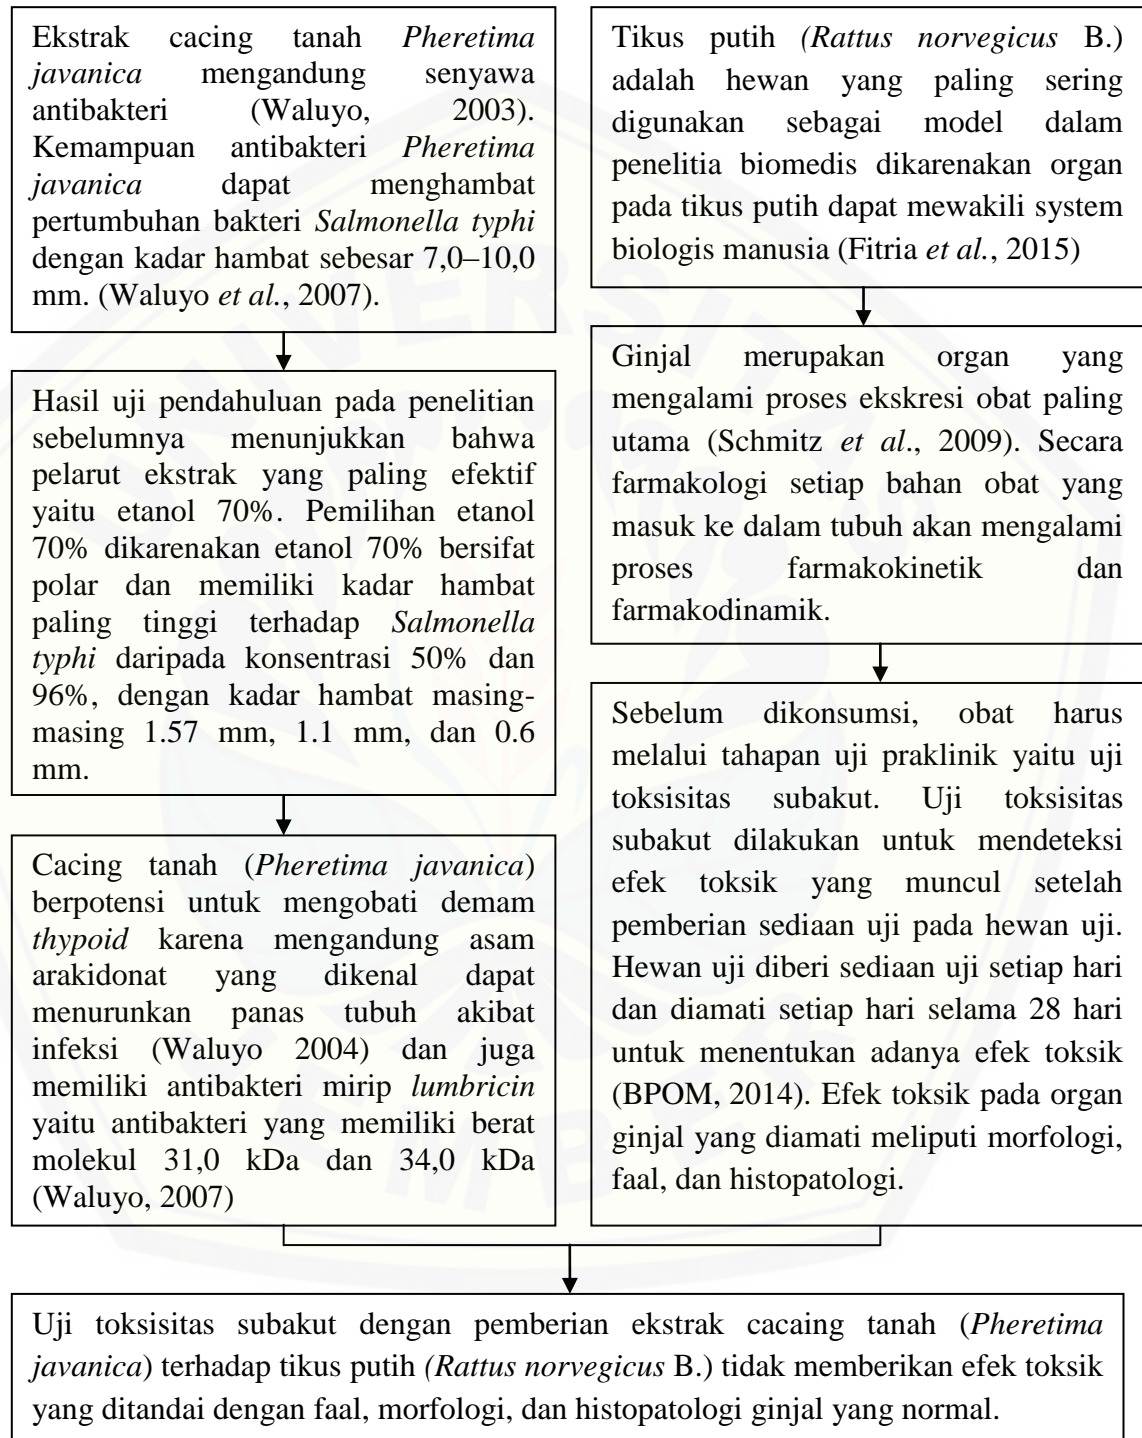 Ekstrak cacing tanah Pheretima
javanica mengandung senyawa
antibakteri (Waluyo, 2003).
Kemampuan antibakteri Pheretima
javanica dapat menghambat
pertumbuhan bakteri Salmonella typhi
dengan kadar hambat sebesar 7,0–10,0
mm. (Waluyo et al., 2007).
Hasil uji pendahuluan pada penelitian
sebelumnya menunjukkan bahwa
pelarut ekstrak yang paling efektif
yaitu etanol 70%. Pemilihan etanol
70% dikarenakan etanol 70% bersifat
polar dan memiliki kadar hambat
paling tinggi terhadap Salmonella
typhi daripada konsentrasi 50% dan
96%, dengan kadar hambat masing-
masing 1.57 mm, 1.1 mm, dan 0.6
mm.
Cacing tanah (Pheretima javanica)
berpotensi untuk mengobati demam
thypoid karena mengandung asam
arakidonat yang dikenal dapat
menurunkan panas tubuh akibat
infeksi (Waluyo 2004) dan juga
memiliki antibakteri mirip lumbricin
yaitu antibakteri yang memiliki berat
molekul 31,0 kDa dan 34,0 kDa
(Waluyo, 2007)
Tikus putih (Rattus norvegicus B.)
adalah hewan yang paling sering
digunakan sebagai model dalam
penelitia biomedis dikarenakan organ
pada tikus putih dapat mewakili system
biologis manusia (Fitria et al., 2015)
Ginjal merupakan organ yang
mengalami proses ekskresi obat paling
utama (Schmitz et al., 2009). Secara
farmakologi setiap bahan obat yang
masuk ke dalam tubuh akan mengalami
proses farmakokinetik dan
farmakodinamik.
Sebelum dikonsumsi, obat harus
melalui tahapan uji praklinik yaitu uji
toksisitas subakut. Uji toksisitas
subakut dilakukan untuk mendeteksi
efek toksik yang muncul setelah
pemberian sediaan uji pada hewan uji.
Hewan uji diberi sediaan uji setiap hari
dan diamati setiap hari selama 28 hari
untuk menentukan adanya efek toksik
(BPOM, 2014). Efek toksik pada organ
ginjal yang diamati meliputi morfologi,
faal, dan histopatologi.
Uji toksisitas subakut dengan pemberian ekstrak cacaing tanah (Pheretima
javanica) terhadap tikus putih (Rattus norvegicus B.) tidak memberikan efek toksik
yang ditandai dengan faal, morfologi, dan histopatologi ginjal yang normal.
UNIVERSITAS
JEMBER